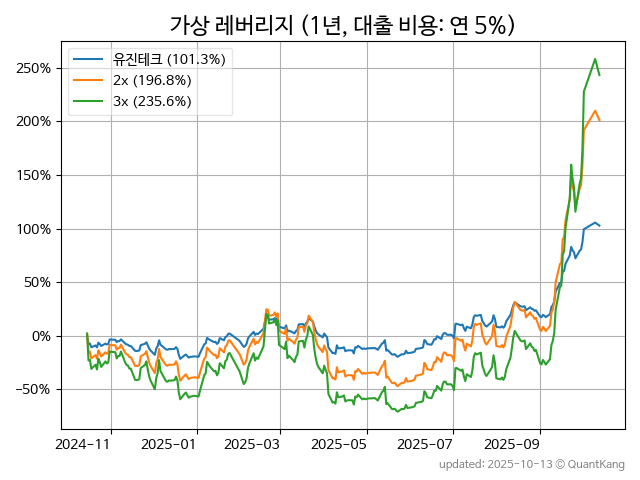 가상 레버리지 (1년, 대출 비용: 연 5%)
유진테크 (101.3%)
2x (196.8%)
3x (235.6%)
250%
200%
150%
100%
50%
0%
−50%
2024-11
2025-01
2025-03
2025-05
2025-07
2025-09
updated: 2025-10-13 © QuantKang